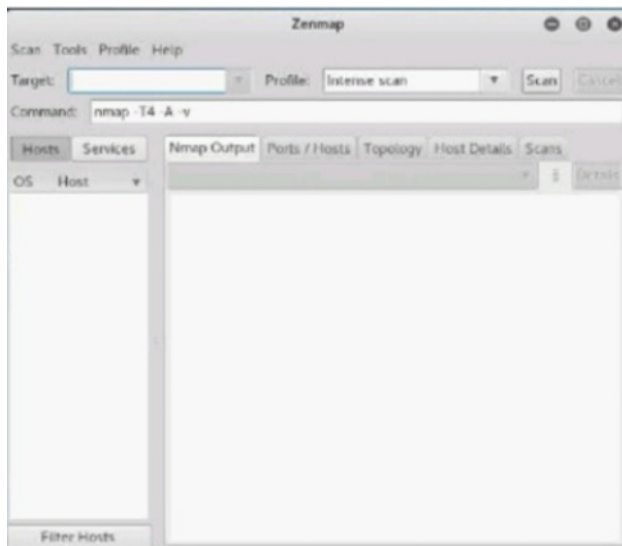 Zenmap
Scan Tools Profile Help
Target: Profile: Intense scan Scan Cancel
Command: nmap -T4 -A -v
Hosts Services Nmap Output Ports / Hosts Topology Host Details Scans
OS Host Details
Filter Hosts